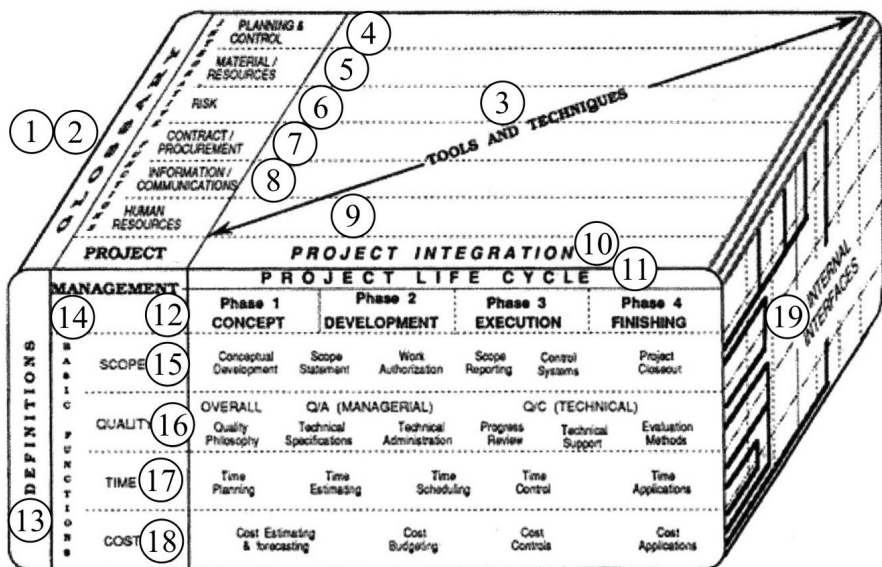 PLANNING &
CONTROL
4
MATERIAL /
RESOURCES
5
RISK
6
3
1
2
GLOSSARY
CONTRACT /
PROCUREMENT
7
TOOLS AND TECHNIQUES
INFORMATION /
COMMUNICATIONS
8
HUMAN
RESOURCES
9
PROJECT
PROJECT INTEGRATION
10
PROJECT LIFE CYCLE
11
MANAGEMENT
14
12
Phase 1
CONCEPT
Phase 2
DEVELOPMENT
Phase 3
EXECUTION
Phase 4
FINISHING
INTERNAL
INTERFACES
19
DEFINITIONS
13
BASIC FUNCTIONS
SCOPE
15
Conceptual
Development
Scope
Statement
Work
Authorization
Scope
Reporting
Control
Systems
Project
Closeout
QUALITY
16
OVERALL
Q/A (MANAGERIAL)
Q/C (TECHNICAL)
Quality
Philosophy
Technical
Specifications
Technical
Administration
Progress
Review
Technical
Support
Evaluation
Methods
TIME
17
Time
Planning
Time
Estimating
Time
Scheduling
Time
Control
Time
Applications
COST
18
Cost Estimating
& forecasting
Cost
Budgeting
Cost
Controls
Cost
Applications